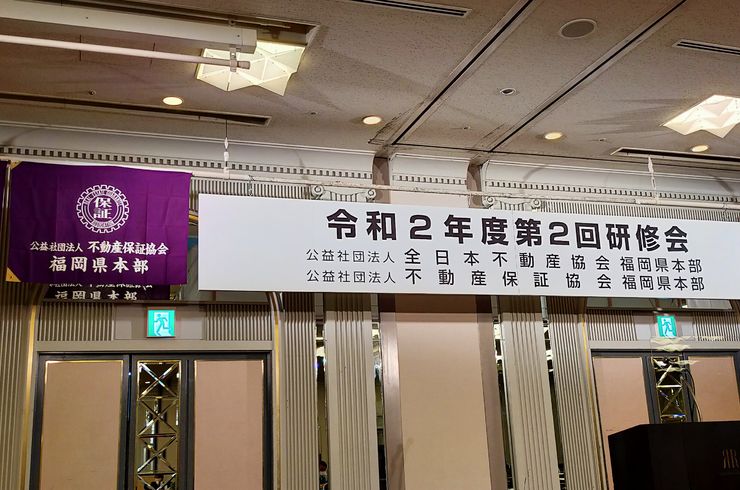 保証
公益社団法人 不動産保証協会
福岡県本部
令和2年度第2回研修会
公益社団法人 全日本不動産協会 福岡県本部
公益社団法人 不動産保証協会 福岡県本部